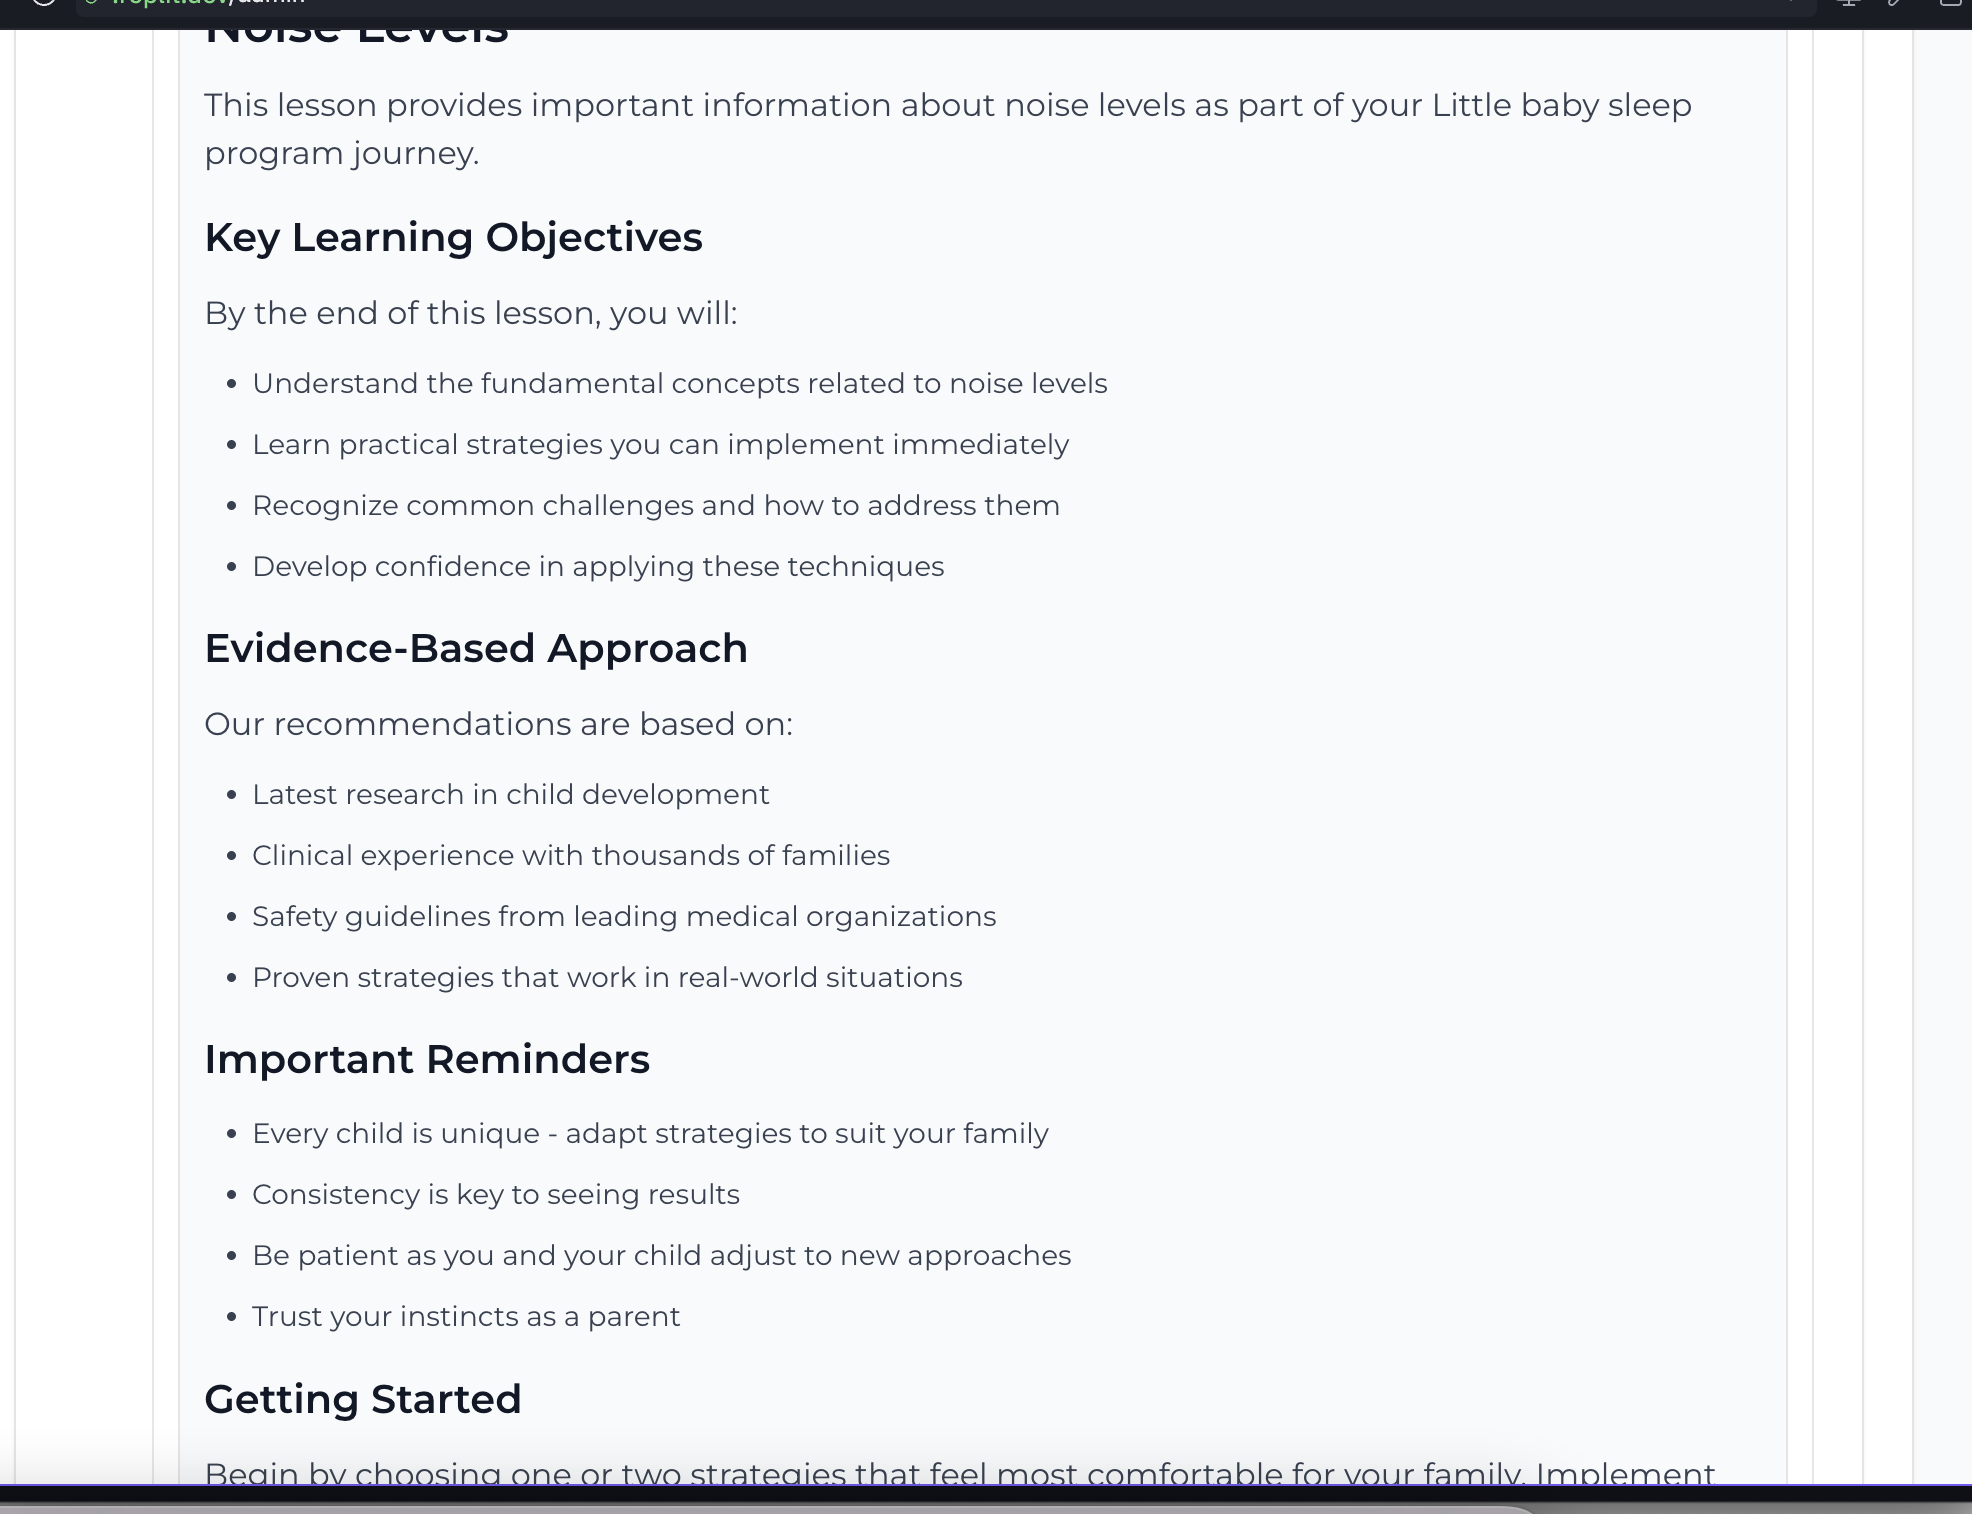 /admin
Noise Levels
This lesson provides important information about noise levels as part of your Little baby sleep
program journey.
Key Learning Objectives
By the end of this lesson, you will:
• Understand the fundamental concepts related to noise levels
• Learn practical strategies you can implement immediately
• Recognize common challenges and how to address them
• Develop confidence in applying these techniques
Evidence-Based Approach
Our recommendations are based on:
• Latest research in child development
• Clinical experience with thousands of families
• Safety guidelines from leading medical organizations
• Proven strategies that work in real-world situations
Important Reminders
• Every child is unique - adapt strategies to suit your family
• Consistency is key to seeing results
• Be patient as you and your child adjust to new approaches
• Trust your instincts as a parent
Getting Started
Begin by choosing one or two strategies that feel most comfortable for your family. Implement